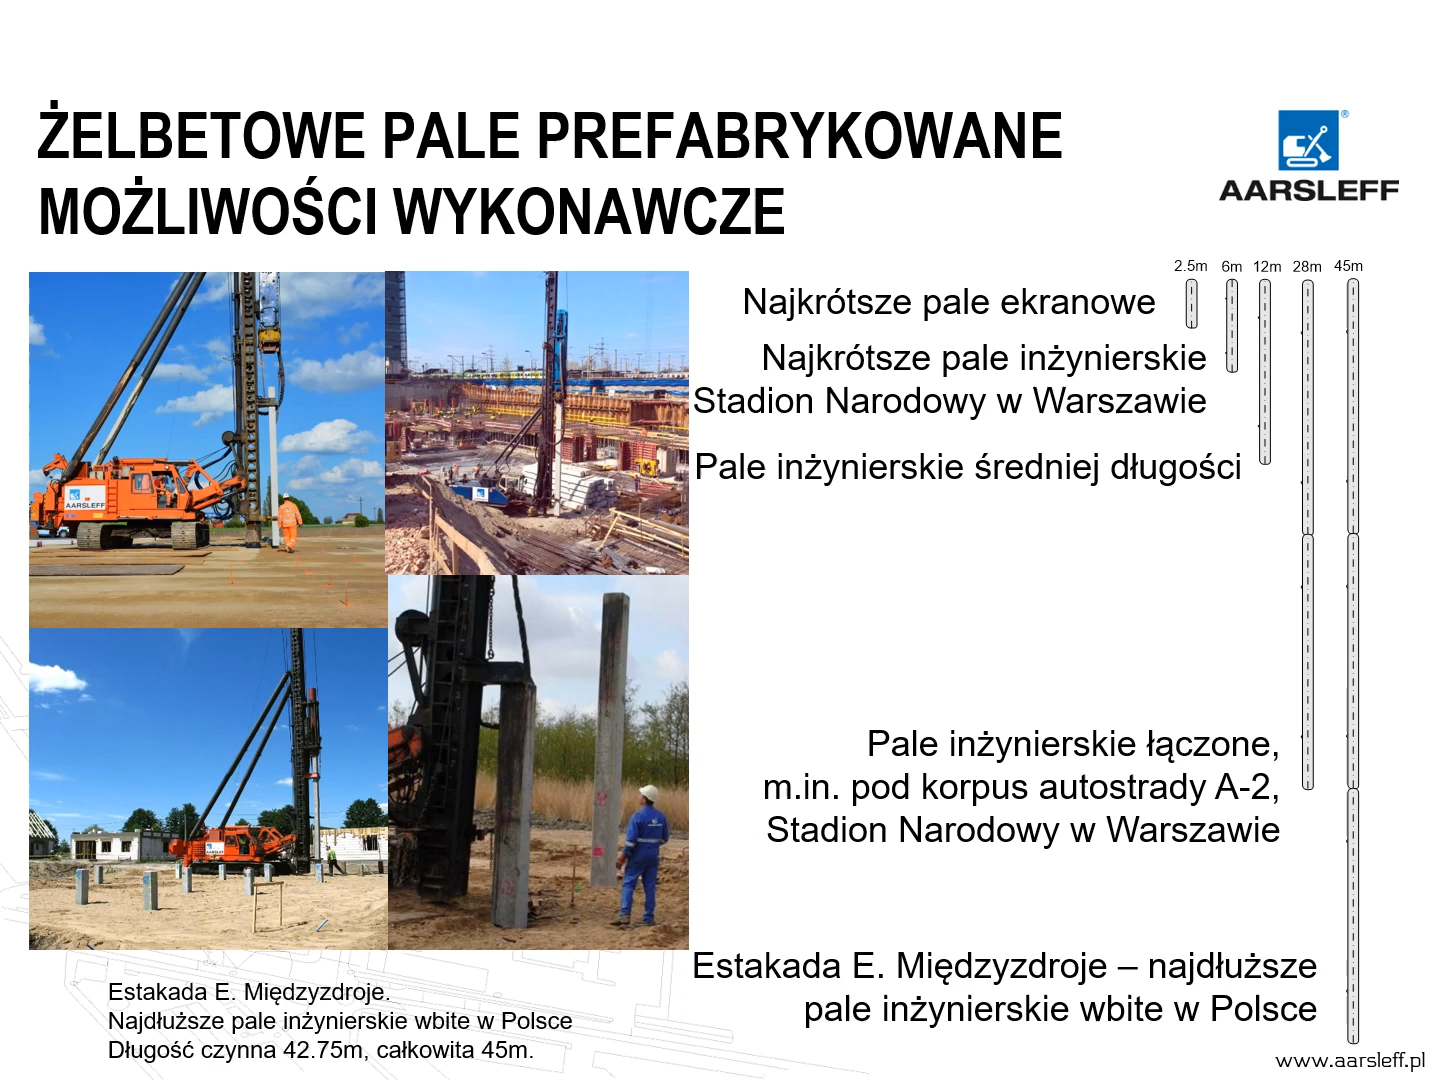 ŻELBETOWE PALE PREFABRYKOWANE
MOŻLIWOŚCI WYKONAWCZE
®
AARSLEFF
2.5m 6m 12m 28m 45m
Najkrótsze pale ekranowe
Najkrótsze pale inżynierskie
Stadion Narodowy w Warszawie
Pale inżynierskie średniej długości
AARSLEFF
Pale inżynierskie łączone,
m.in. pod korpus autostrady A-2,
Stadion Narodowy w Warszawie
AARSLEFF
Estakada E. Międzyzdroje – najdłuższe
pale inżynierskie wbite w Polsce
Estakada E. Międzyzdroje.
Najdłuższe pale inżynierskie wbite w Polsce
Długość czynna 42.75m, całkowita 45m.
www.aarsleff.pl